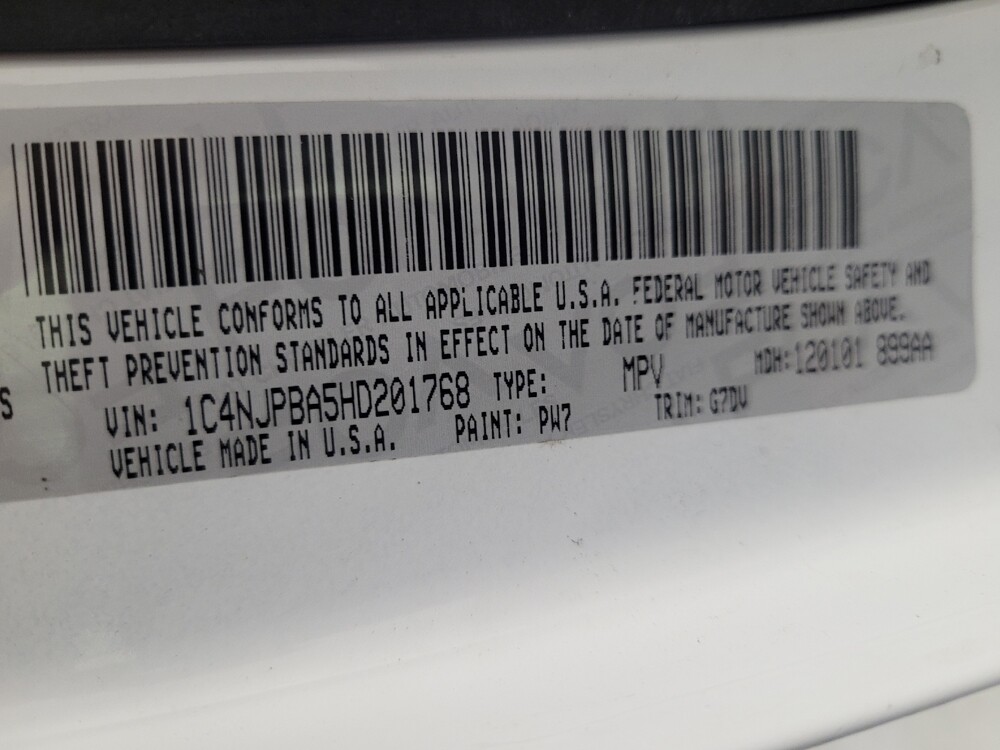 THIS VEHICLE CONFORMS TO ALL APPLICABLE U.S.A. FEDERAL MOTOR VEHICLE SAFETY AND
THEFT PREVENTION STANDARDS IN EFFECT ON THE DATE OF MANUFACTURE SHOWN ABOVE.
S
VIN: 1C4NJPBA5HD201768 TYPE: MPV MDH:120101 899AA
VEHICLE MADE IN U.S.A. PAINT: PW7 TRIM: G7DV